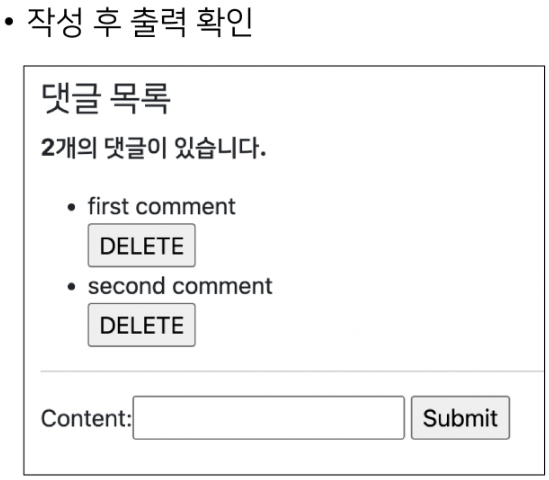 • 작성 후 출력 확인
댓글 목록
2개의 댓글이 있습니다.
• first comment
DELETE
• second comment
DELETE
Content: Submit